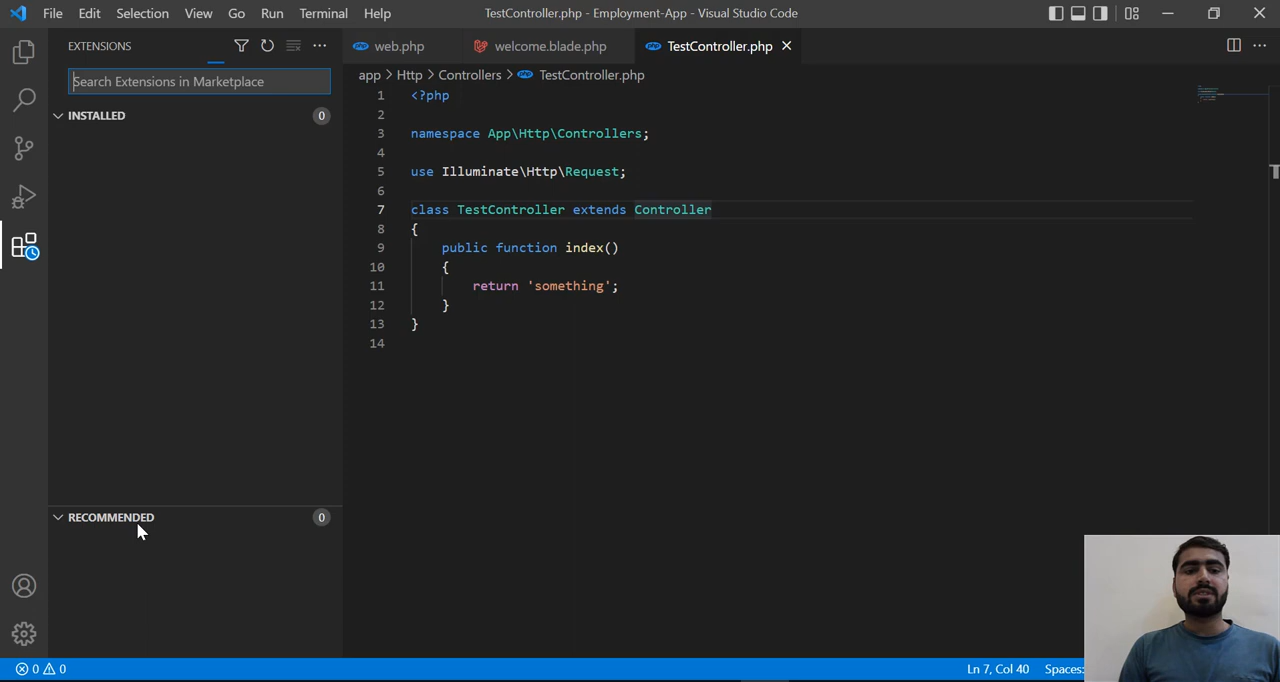 File Edit Selection View Go Run Terminal Help
TestController.php - Employment-App - Visual Studio Code
EXTENSIONS
Search Extensions in Marketplace
INSTALLED 0
RECOMMENDED 0
web.php welcome.blade.php TestController.php
app > Http > Controllers > TestController.php
1 <?php
2
3 namespace App\Http\Controllers;
4
5 use Illuminate\Http\Request;
6
7 class TestController extends Controller
8 {
9 public function index()
10 {
11 return 'something';
12 }
13 }
14
0 0
Ln 7, Col 40 Spaces: